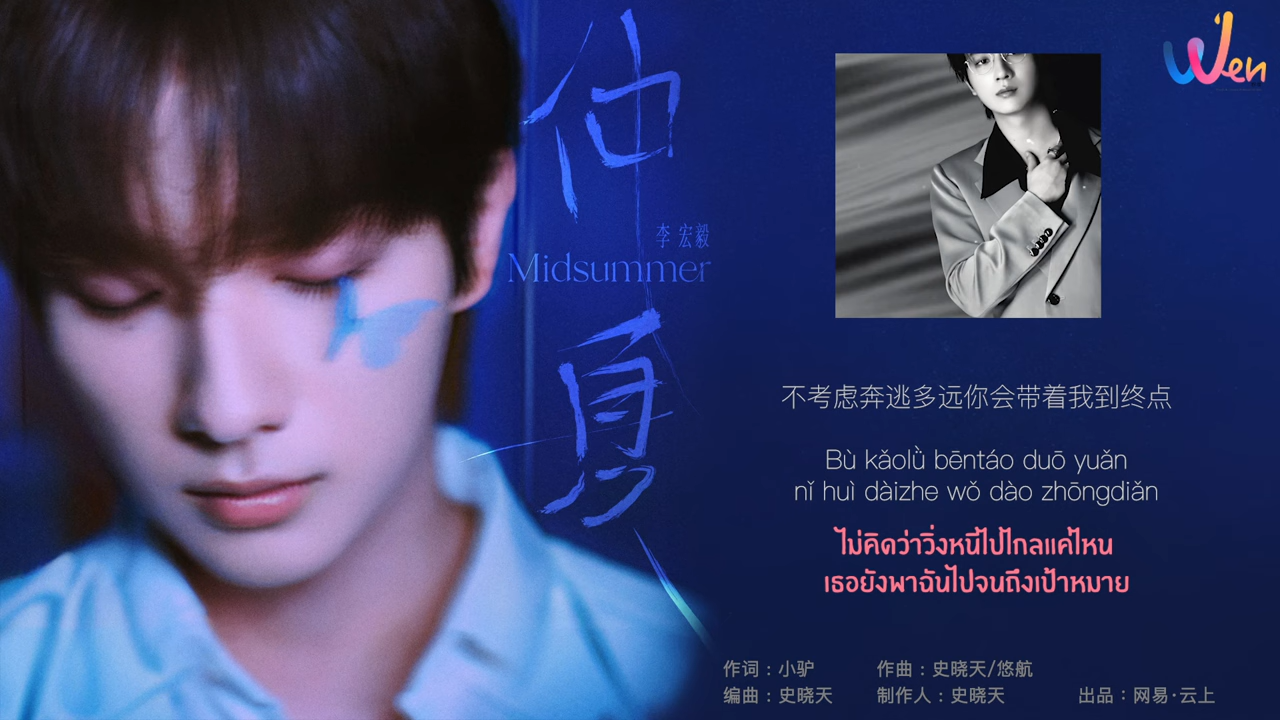 仲夏
李宏毅
Midsummer
Wen
不考虑奔逃多远你会带着我到终点
Bù kǎolǜ bēntáo duō yuǎn
nǐ huì dàizhe wǒ dào zhōngdiǎn
ไม่คิดว่าวิ่งหนีไปไกลแค่ไหน
เธอยังพาฉันไปจนถึงเป้าหมาย
作词：小驴 作曲：史晓天/悠航
编曲：史晓天 制作人：史晓天 出品：网易·云上